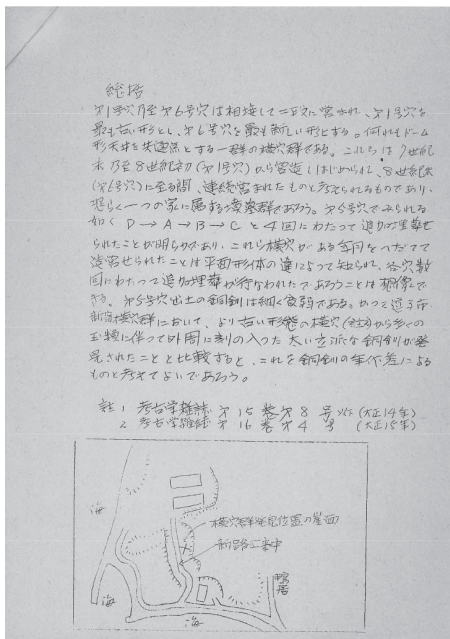 総括
第1号穴乃至第6号穴は相接して二段に営まれ、第1号穴を
最も古い形とし、第6号穴を最も新しい形とする。何れもドーム
形天井を共通点とする一群の横穴群である。これらは7世紀
末乃至8世紀初(第1号穴)から営造しはじめられ、8世紀末
(第6号穴)に至る間、連続営まれたものと考えられるものであり、
恐らく一つの家に属する墳墓群であろう。第5号穴でみられる
如く D→A→B→Cと4回にわたって追加埋葬せ
られたことが明らかであり、これら横穴がある年月をへだてて
営造せられたことは平面形体の違によって知られ、各穴数
回にわたって追加埋葬が行なわれたであろうことは想像で
きる。第5号穴出土の銅釧は細く貧弱である。かつて逗子市
新宿横穴群において、より古い形態の横穴から多くの
玉類に伴って外周に刻の入った太い立派な銅釧が発
見されたことと比較すると、これを銅釧の年代差による
ものと考えてよいであろう。
註 1 考古学雑誌 第15巻第8号 (大正14年)
2 考古学雑誌 第16巻第4号 (大正15年)
海
横穴群発見位置の崖面
新道路工事中
鴨居
海
海